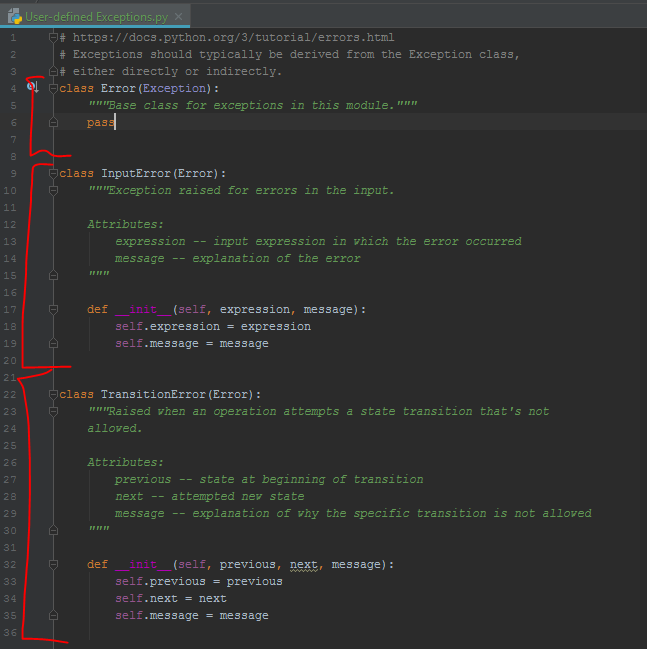 User-defined Exceptions.py
1 # https://docs.python.org/3/tutorial/errors.html
2 # Exceptions should typically be derived from the Exception class,
3 # either directly or indirectly.
4 class Error(Exception):
5     """Base class for exceptions in this module."""
6     pass
7
8
9 class InputError(Error):
10     """Exception raised for errors in the input.
11
12     Attributes:
13         expression -- input expression in which the error occurred
14         message -- explanation of the error
15     """
16
17     def __init__(self, expression, message):
18         self.expression = expression
19         self.message = message
20
21
22 class TransitionError(Error):
23     """Raised when an operation attempts a state transition that's not
24     allowed.
25
26     Attributes:
27         previous -- state at beginning of transition
28         next -- attempted new state
29         message -- explanation of why the specific transition is not allowed
30     """
31
32     def __init__(self, previous, next, message):
33         self.previous = previous
34         self.next = next
35         self.message = message
36